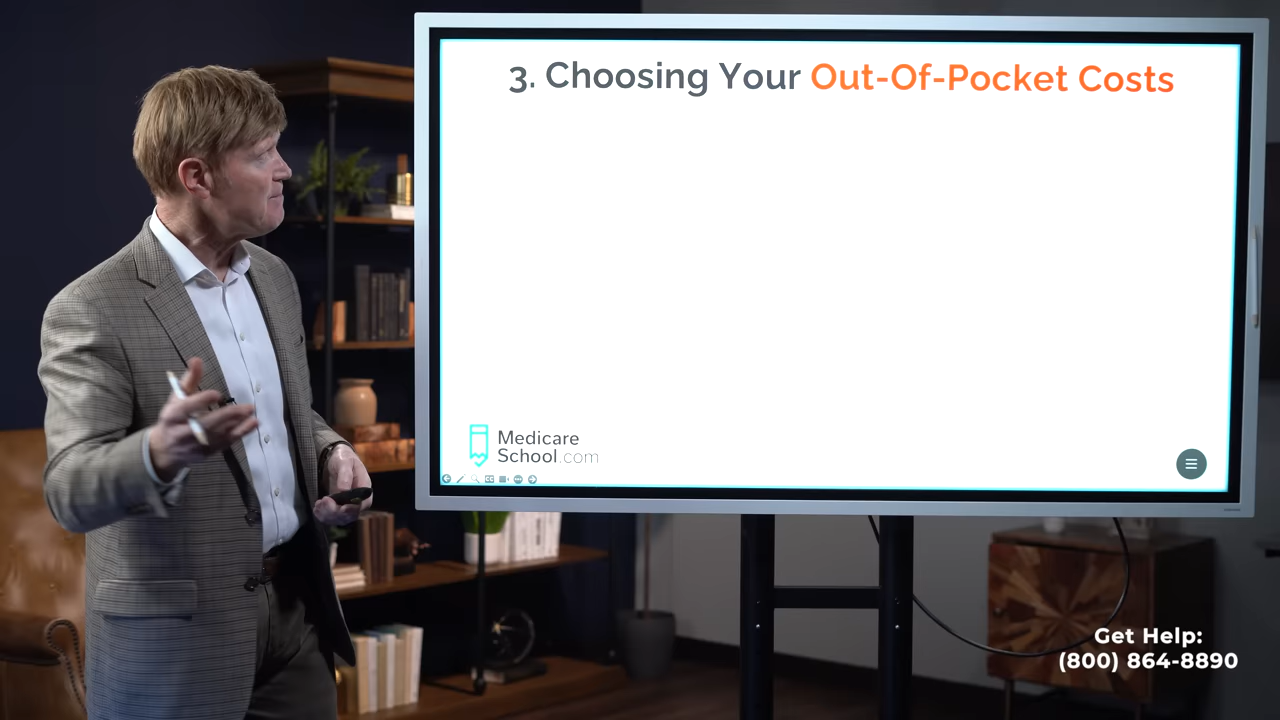 3. Choosing Your Out-Of-Pocket Costs
Medicare
School.com
Get Help:
(800) 864-8890